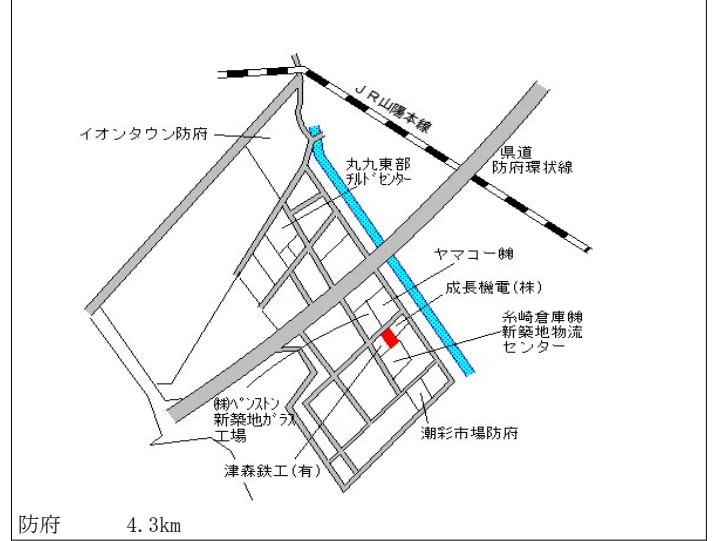 JR山陽本線
イオンタウン防府
丸九東部
ﾁﾙﾄﾞｾﾝﾀｰ
県道
防府環状線
ヤマコー㈱
成長機電(株)
糸崎倉庫㈱
新築地物流
センター
㈱ﾍﾟﾝｽﾄﾝ
新築地ｶﾞﾗｽ
工場
潮彩市場防府
津森鉄工(有)
防府 4.3km